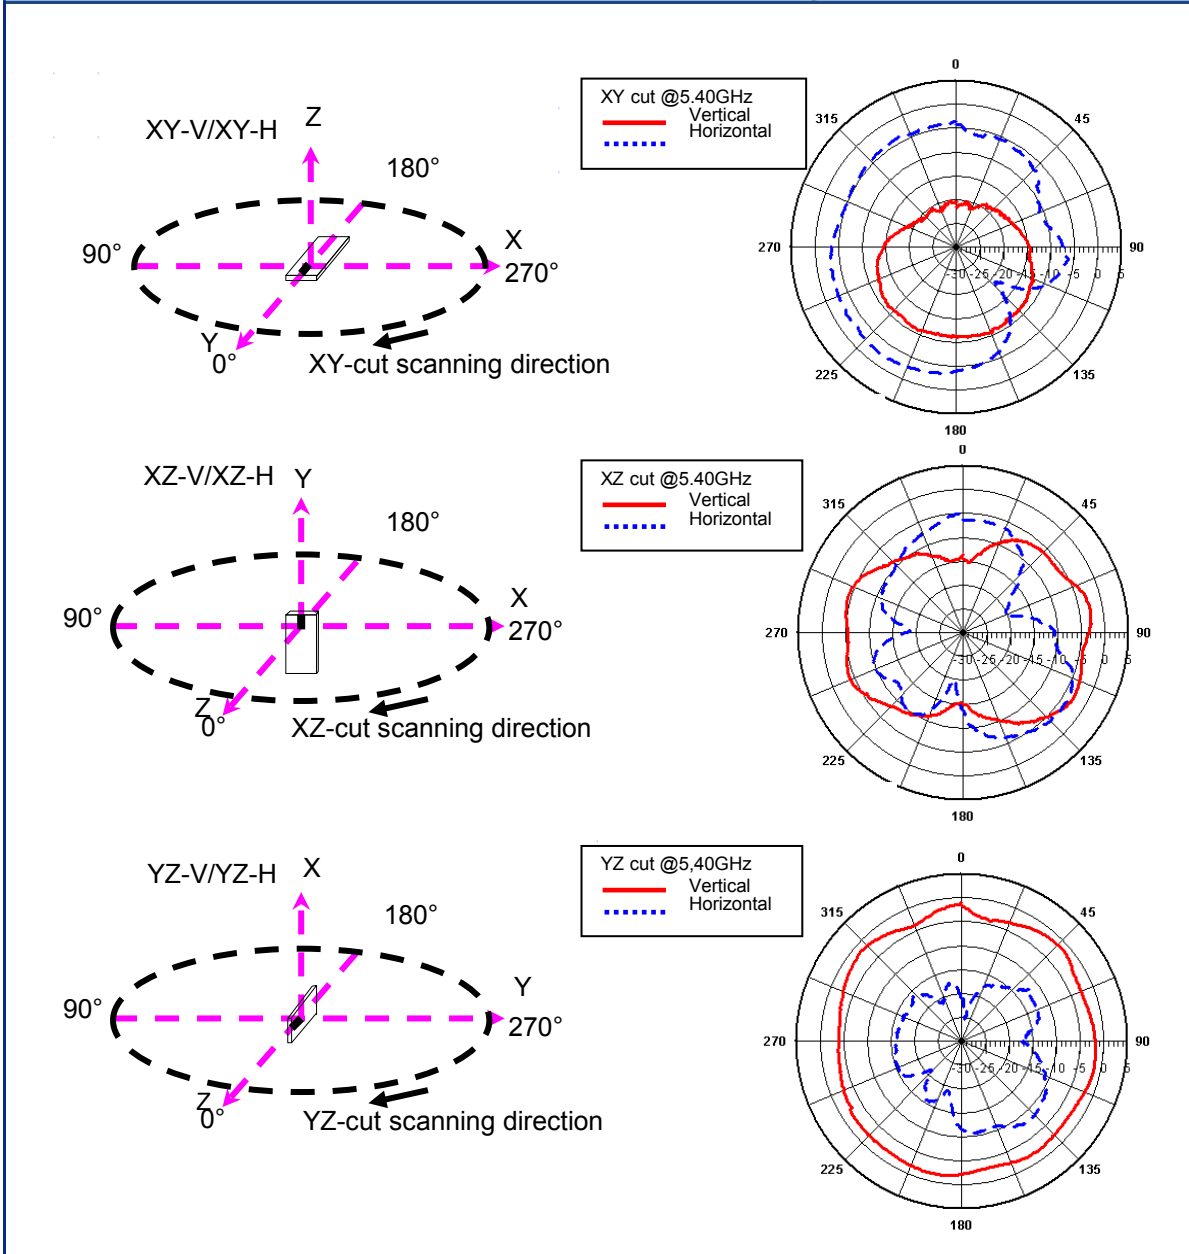 XY-V/XY-H
Z
180°
90°
X
270°
Y
0°
XY-cut scanning direction
XY cut @5.40GHz
Vertical
Horizontal
0
315
45
270
90
-30 -25 -20 -15 -10 -5 0 5
225
135
180
XZ-V/XZ-H
Y
180°
90°
X
270°
Z
0°
XZ-cut scanning direction
XZ cut @5.40GHz
Vertical
Horizontal
0
315
45
270
90
-30 -25 -20 -15 -10 -5 0 5
225
135
180
YZ-V/YZ-H
X
180°
90°
Y
270°
Z
0°
YZ-cut scanning direction
YZ cut @5,40GHz
Vertical
Horizontal
0
315
45
270
90
-30 -25 -20 -15 -10 -5 0 5
225
135
180